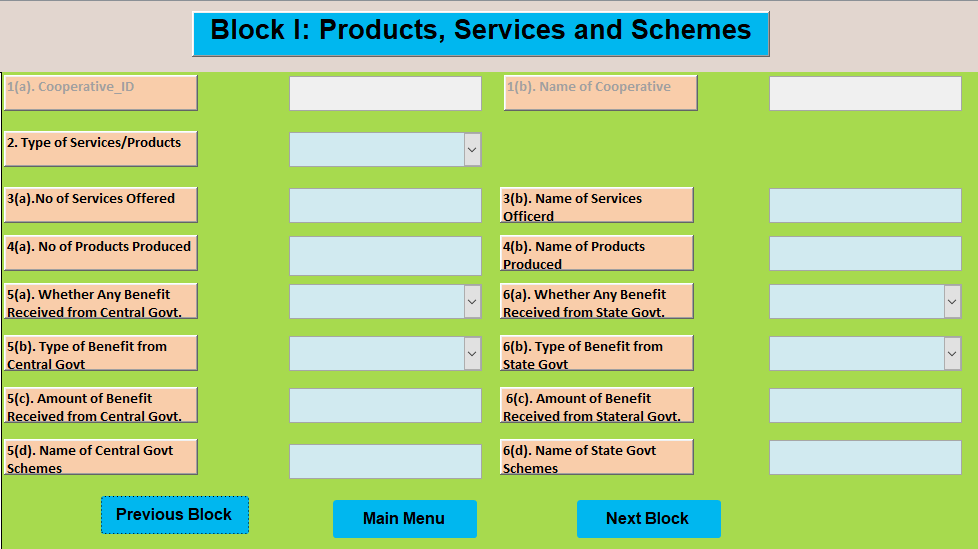 Block I: Products, Services and Schemes
1(a). Cooperative_ID
1(b). Name of Cooperative
2. Type of Services/Products
3(a).No of Services Offered
3(b). Name of Services
Officerd
4(a). No of Products Produced
4(b). Name of Products
Produced
5(a). Whether Any Benefit
Received from Central Govt.
6(a). Whether Any Benefit
Received from State Govt.
5(b). Type of Benefit from
Central Govt
6(b). Type of Benefit from
State Govt
5(c). Amount of Benefit
Received from Central Govt.
6(c). Amount of Benefit
Received from Stateral Govt.
5(d). Name of Central Govt
Schemes
6(d). Name of State Govt
Schemes
Previous Block
Main Menu
Next Block